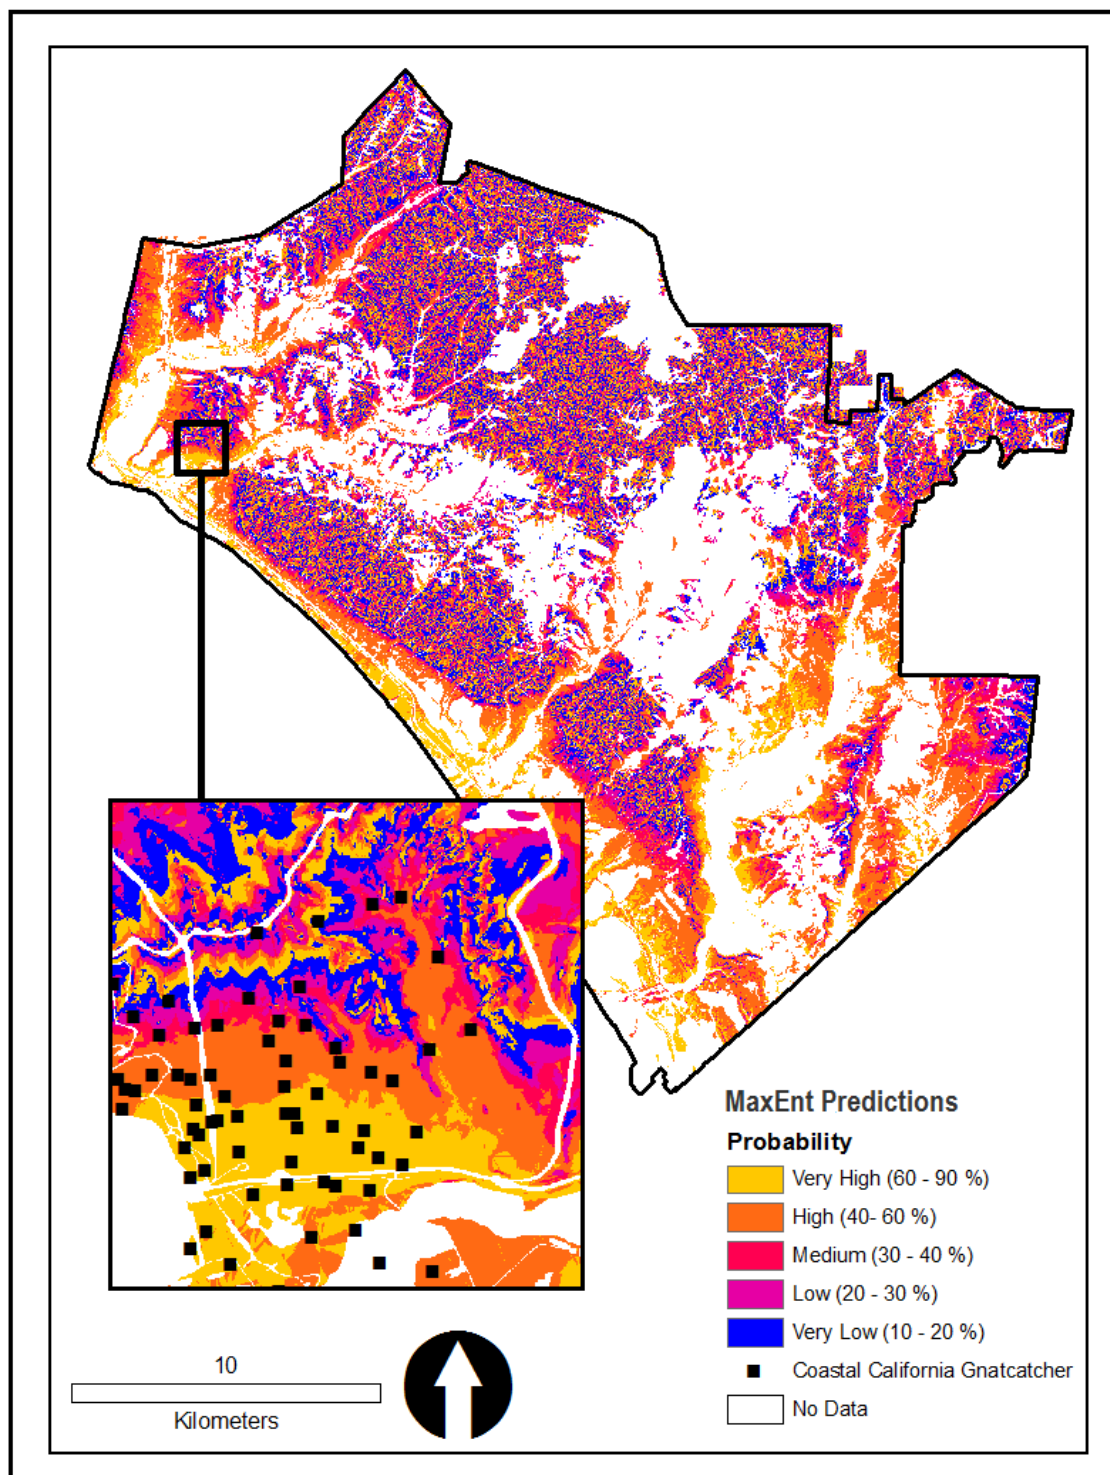 MaxEnt Predictions
Probability
Very High (60 - 90 %)
High (40- 60 %)
Medium (30 - 40 %)
Low (20 - 30 %)
Very Low (10 - 20 %)
Coastal California Gnatcatcher
No Data
10
Kilometers